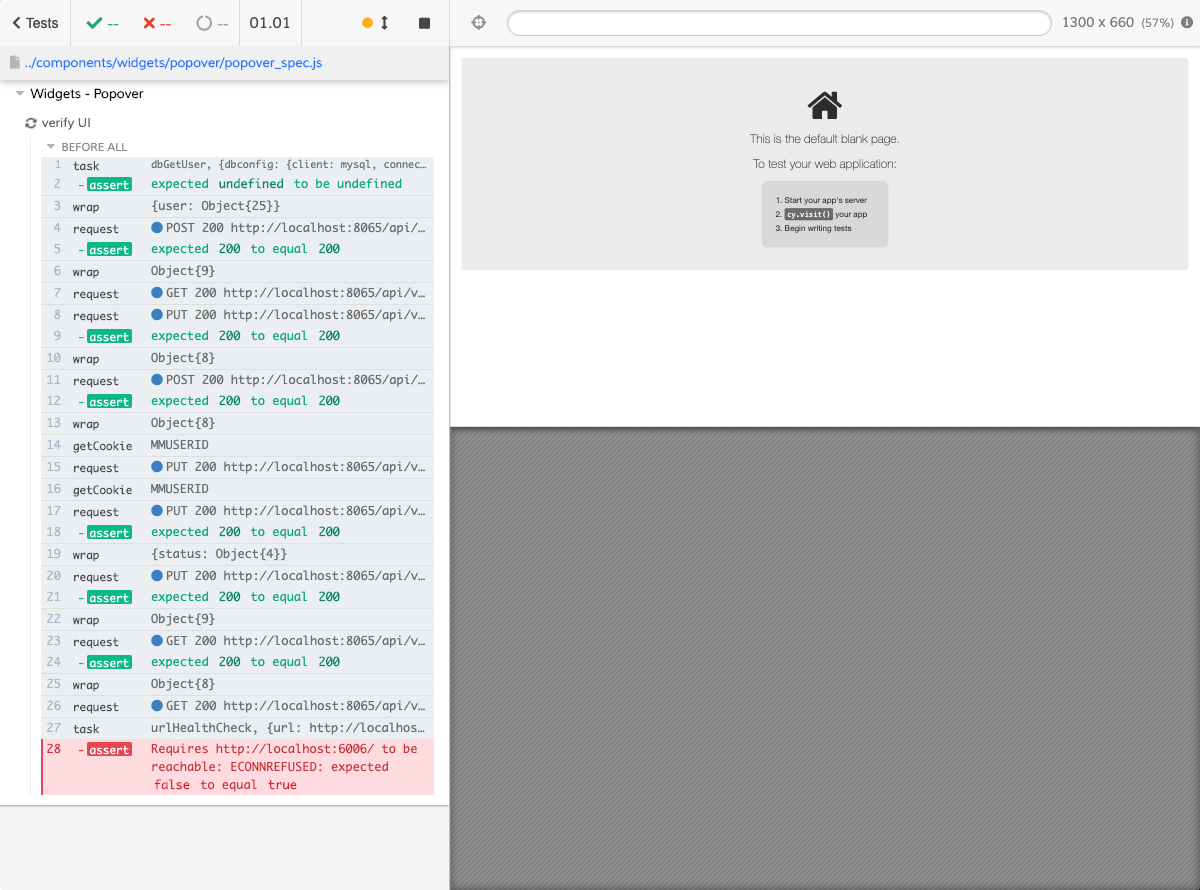 Tests -- -- -- 01.01 1300 x 660 (57%)
../components/widgets/popover/popover_spec.js
Widgets - Popover
verify UI
BEFORE ALL
1 task dbGetUser, {dbconfig: {client: mysql, connec…
2 -assert expected undefined to be undefined
3 wrap {user: Object{25}}
4 request POST 200 http://localhost:8065/api/…
5 -assert expected 200 to equal 200
6 wrap Object{9}
7 request GET 200 http://localhost:8065/api/v…
8 request PUT 200 http://localhost:8065/api/v…
9 -assert expected 200 to equal 200
10 wrap Object{8}
11 request POST 200 http://localhost:8065/api/…
12 -assert expected 200 to equal 200
13 wrap Object{8}
14 getCookie MMUSERID
15 request PUT 200 http://localhost:8065/api/v…
16 getCookie MMUSERID
17 request PUT 200 http://localhost:8065/api/v…
18 -assert expected 200 to equal 200
19 wrap {status: Object{4}}
20 request PUT 200 http://localhost:8065/api/v…
21 -assert expected 200 to equal 200
22 wrap Object{9}
23 request GET 200 http://localhost:8065/api/v…
24 -assert expected 200 to equal 200
25 wrap Object{8}
26 request GET 200 http://localhost:8065/api/v…
27 task urlHealthCheck, {url: http://localhos…
28 -assert Requires http://localhost:6006/ to be
reachable: ECONNREFUSED: expected
false to equal true
This is the default blank page.
To test your web application:
1. Start your app's server
2. cy.visit() your app
3. Begin writing tests